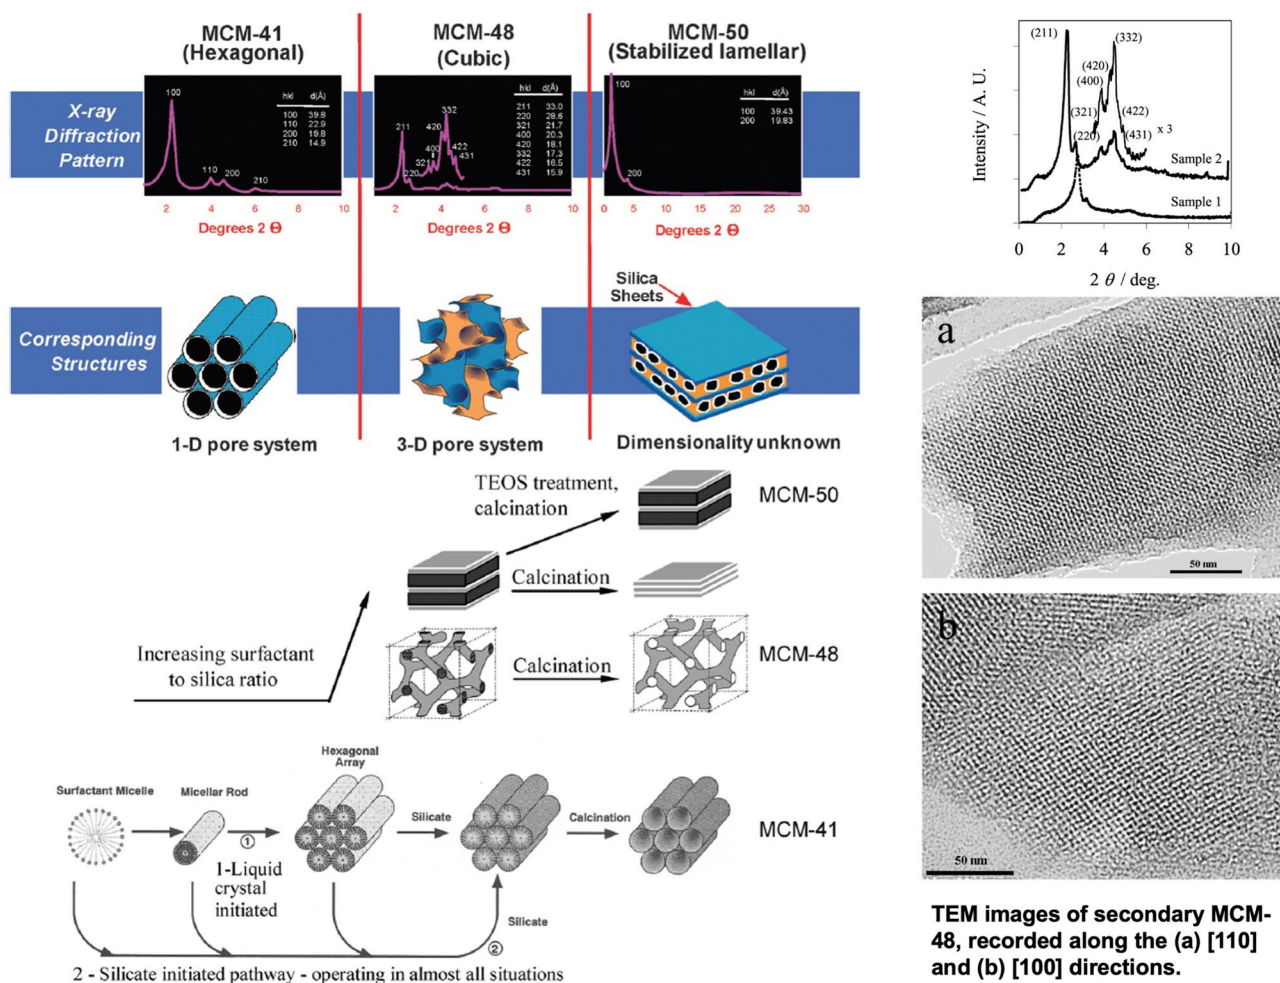 MCM-41
(Hexagonal)
MCM-48
(Cubic)
MCM-50
(Stabilized lamellar)
X-ray
Diffraction
Pattern
100
110
200
210
hkl d(Å)
100 39.8
110 22.9
200 19.8
210 14.9
2 4 6 8 10
Degrees 2 Θ
211
220
321
400
420
332
422
431
hkl d(Å)
211 33.0
220 28.6
321 21.7
400 20.3
420 18.1
332 17.3
422 16.5
431 15.9
2 4 6 8 10
Degrees 2 Θ
100
200
hkl d(Å)
100 39.43
200 19.83
0 5 10 15 20 25 30
Degrees 2 Θ
Corresponding
Structures
Silica
Sheets
1-D pore system
3-D pore system
Dimensionality unknown
TEOS treatment,
calcination
MCM-50
Calcination
Increasing surfactant
to silica ratio
Calcination
MCM-48
Surfactant Micelle
Micellar Rod
Hexagonal
Array
Silicate
Calcination
MCM-41
1
1-Liquid
crystal
initiated
Silicate
2
2 - Silicate initiated pathway - operating in almost all situations
Intensity / A. U.
(211)
(332)
(420)
(400)
(321)
(422)
(220)
(431)
x 3
Sample 2
Sample 1
0 2 4 6 8 10
2 θ / deg.
a
50 nm
b
50 nm
TEM images of secondary MCM-
48, recorded along the (a) [110]
and (b) [100] directions.